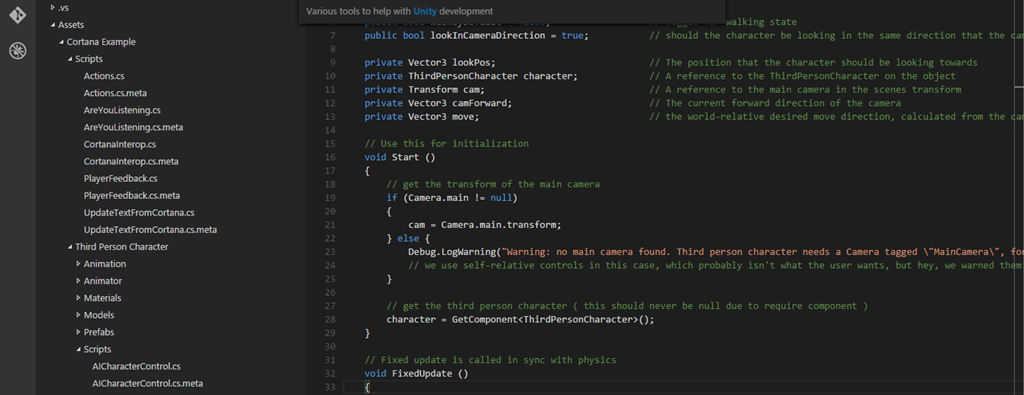 .vs
Assets
Cortana Example
Scripts
Actions.cs
Actions.cs.meta
AreYouListening.cs
AreYouListening.cs.meta
CortanaInterop.cs
CortanaInterop.cs.meta
PlayerFeedback.cs
PlayerFeedback.cs.meta
UpdateTextFromCortana.cs
UpdateTextFromCortana.cs.meta
Third Person Character
Animation
Animator
Materials
Models
Prefabs
Scripts
AICharacterControl.cs
AICharacterControl.cs.meta
Various tools to help with Unity development
walking state
7 public bool lookInCameraDirection = true; // should the character be looking in the same direction that the ca
8
9 private Vector3 lookPos; // The position that the character should be looking towards
10 private ThirdPersonCharacter character; // A reference to the ThirdPersonCharacter on the object
11 private Transform cam; // A reference to the main camera in the scenes transform
12 private Vector3 camForward; // The current forward direction of the camera
13 private Vector3 move; // the world-relative desired move direction, calculated from the ca
14
15 // Use this for initialization
16 void Start ()
17 {
18 // get the transform of the main camera
19 if (Camera.main != null)
20 {
21 cam = Camera.main.transform;
22 } else {
23 Debug.LogWarning("Warning: no main camera found. Third person character needs a Camera tagged \"MainCamera\", fo
24 // we use self-relative controls in this case, which probably isn't what the user wants, but hey, we warned them
25 }
26
27 // get the third person character ( this should never be null due to require component )
28 character = GetComponent<ThirdPersonCharacter>();
29 }
30
31 // Fixed update is called in sync with physics
32 void FixedUpdate ()
33 {